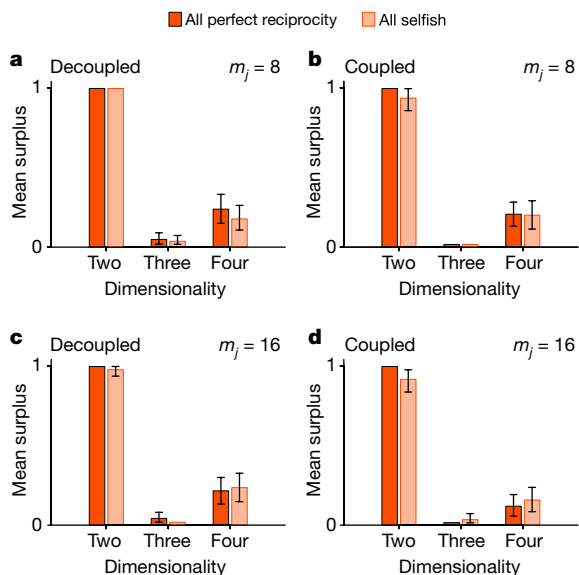 All perfect reciprocity All selfish
a Decoupled m_j = 8
1
Mean surplus
0
Two Three Four
Dimensionality
b Coupled m_j = 8
1
Mean surplus
0
Two Three Four
Dimensionality
c Decoupled m_j = 16
1
Mean surplus
0
Two Three Four
Dimensionality
d Coupled m_j = 16
1
Mean surplus
0
Two Three Four
Dimensionality